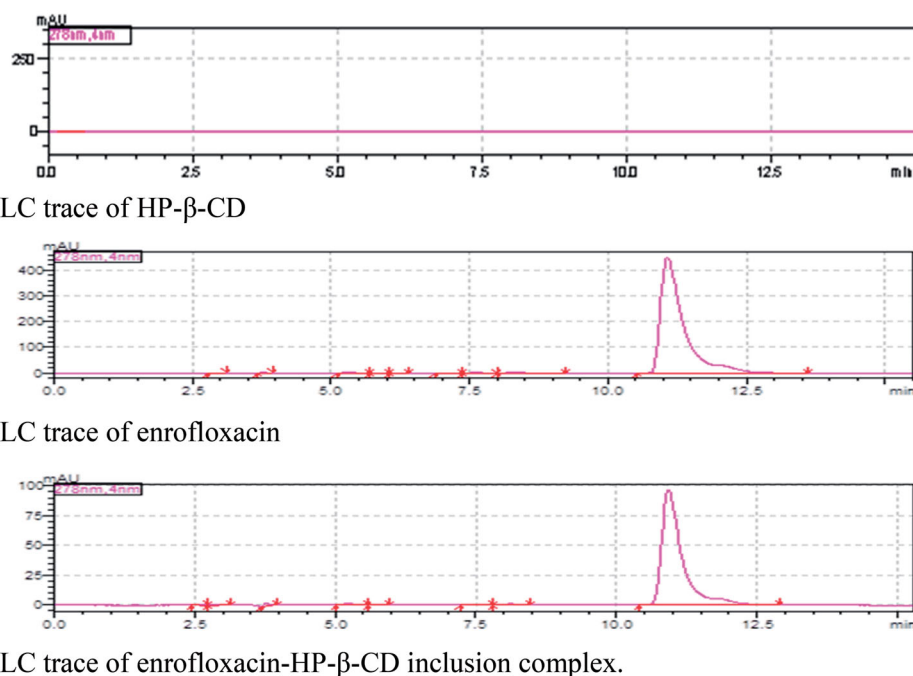 mAU
278nm,4nm
250
0
0.0 2.5 5.0 7.5 10.0 12.5 min
LC trace of HP-β-CD
mAU
278nm,4nm
400
300
200
100
0
0.0 2.5 5.0 7.5 10.0 12.5 min
LC trace of enrofloxacin
mAU
100
278nm,4nm
75
50
25
0
0.0 2.5 5.0 7.5 10.0 12.5 min
LC trace of enrofloxacin-HP-β-CD inclusion complex.